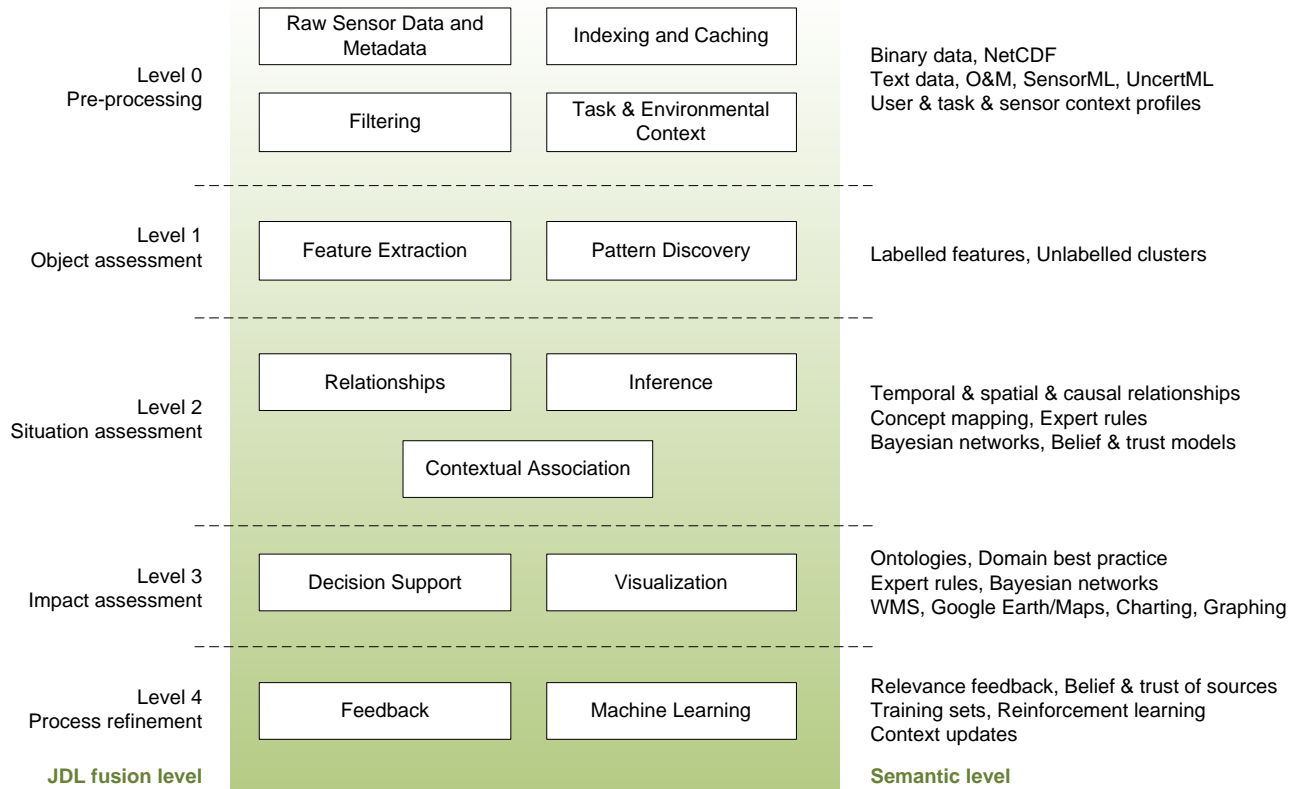 Level 0
Pre-processing
Raw Sensor Data and
Metadata
Indexing and Caching
Filtering
Task & Environmental
Context
Binary data, NetCDF
Text data, O&M, SensorML, UncertML
User & task & sensor context profiles
Level 1
Object assessment
Feature Extraction
Pattern Discovery
Labelled features, Unlabelled clusters
Level 2
Situation assessment
Relationships
Inference
Contextual Association
Temporal & spatial & causal relationships
Concept mapping, Expert rules
Bayesian networks, Belief & trust models
Level 3
Impact assessment
Decision Support
Visualization
Ontologies, Domain best practice
Expert rules, Bayesian networks
WMS, Google Earth/Maps, Charting, Graphing
Level 4
Process refinement
Feedback
Machine Learning
Relevance feedback, Belief & trust of sources
Training sets, Reinforcement learning
Context updates
JDL fusion level
Semantic level